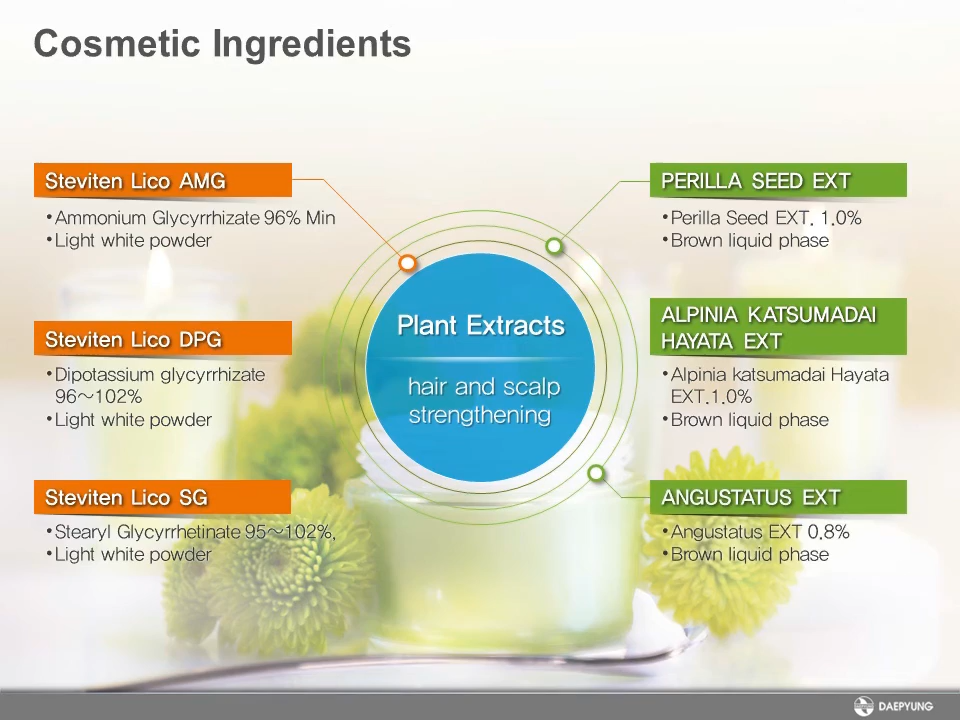 Cosmetic Ingredients
Steviten Lico AMG
•Ammonium Glycyrrhizate 96% Min
•Light white powder
Steviten Lico DPG
•Dipotassium glycyrrhizate
96~102%
•Light white powder
Steviten Lico SG
•Stearyl Glycyrrhetinate 95~102%.
•Light white powder
Plant Extracts
hair and scalp
strengthening
PERILLA SEED EXT
•Perilla Seed EXT. 1.0%
•Brown liquid phase
ALPINIA KATSUMADAI
HAYATA EXT
•Alpinia katsumadai Hayata
EXT.1.0%
•Brown liquid phase
ANGUSTATUS EXT
•Angustatus EXT 0.8%
•Brown liquid phase
DAEPYUNG